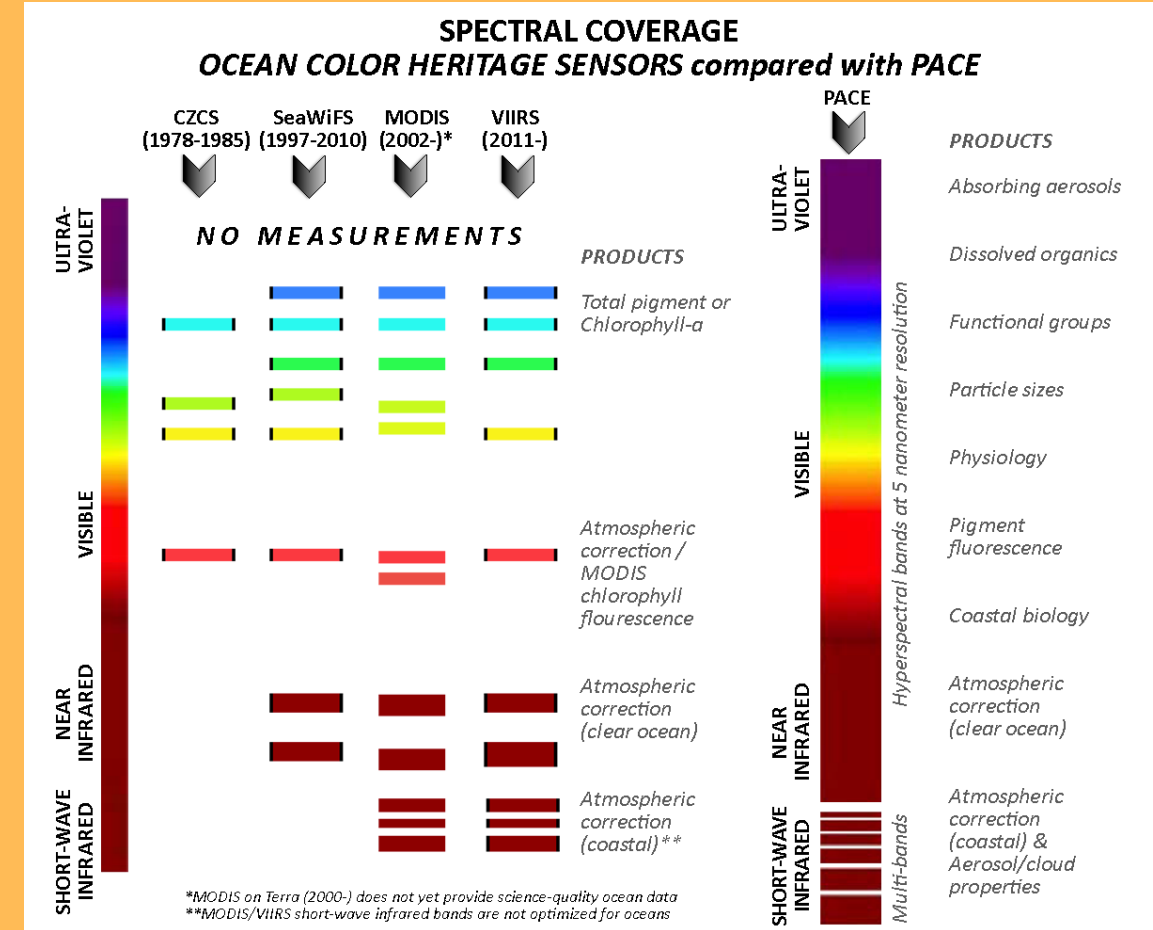 SPECTRAL COVERAGE
OCEAN COLOR HERITAGE SENSORS compared with PACE
CZCS
(1978-1985)
SeaWiFS
(1997-2010)
MODIS
(2002-)*
VIIRS
(2011-)
ULTRA-
VIOLET
VISIBLE
NEAR
INFRARED
SHORT-WAVE
INFRARED
NO MEASUREMENTS
PRODUCTS
Total pigment or
Chlorophyll-a
Atmospheric
correction /
MODIS
chlorophyll
flourescence
Atmospheric
correction
(clear ocean)
Atmospheric
correction
(coastal)**
*MODIS on Terra (2000-) does not yet provide science-quality ocean data
**MODIS/VIIRS short-wave infrared bands are not optimized for oceans
PACE
ULTRA-
VIOLET
VISIBLE
NEAR
INFRARED
SHORT-WAVE
INFRARED
Hyperspectral bands at 5 nanometer resolution
Multi-bands
PRODUCTS
Absorbing aerosols
Dissolved organics
Functional groups
Particle sizes
Physiology
Pigment
fluorescence
Coastal biology
Atmospheric
correction
(clear ocean)
Atmospheric
correction
(coastal) &
Aerosol/cloud
properties